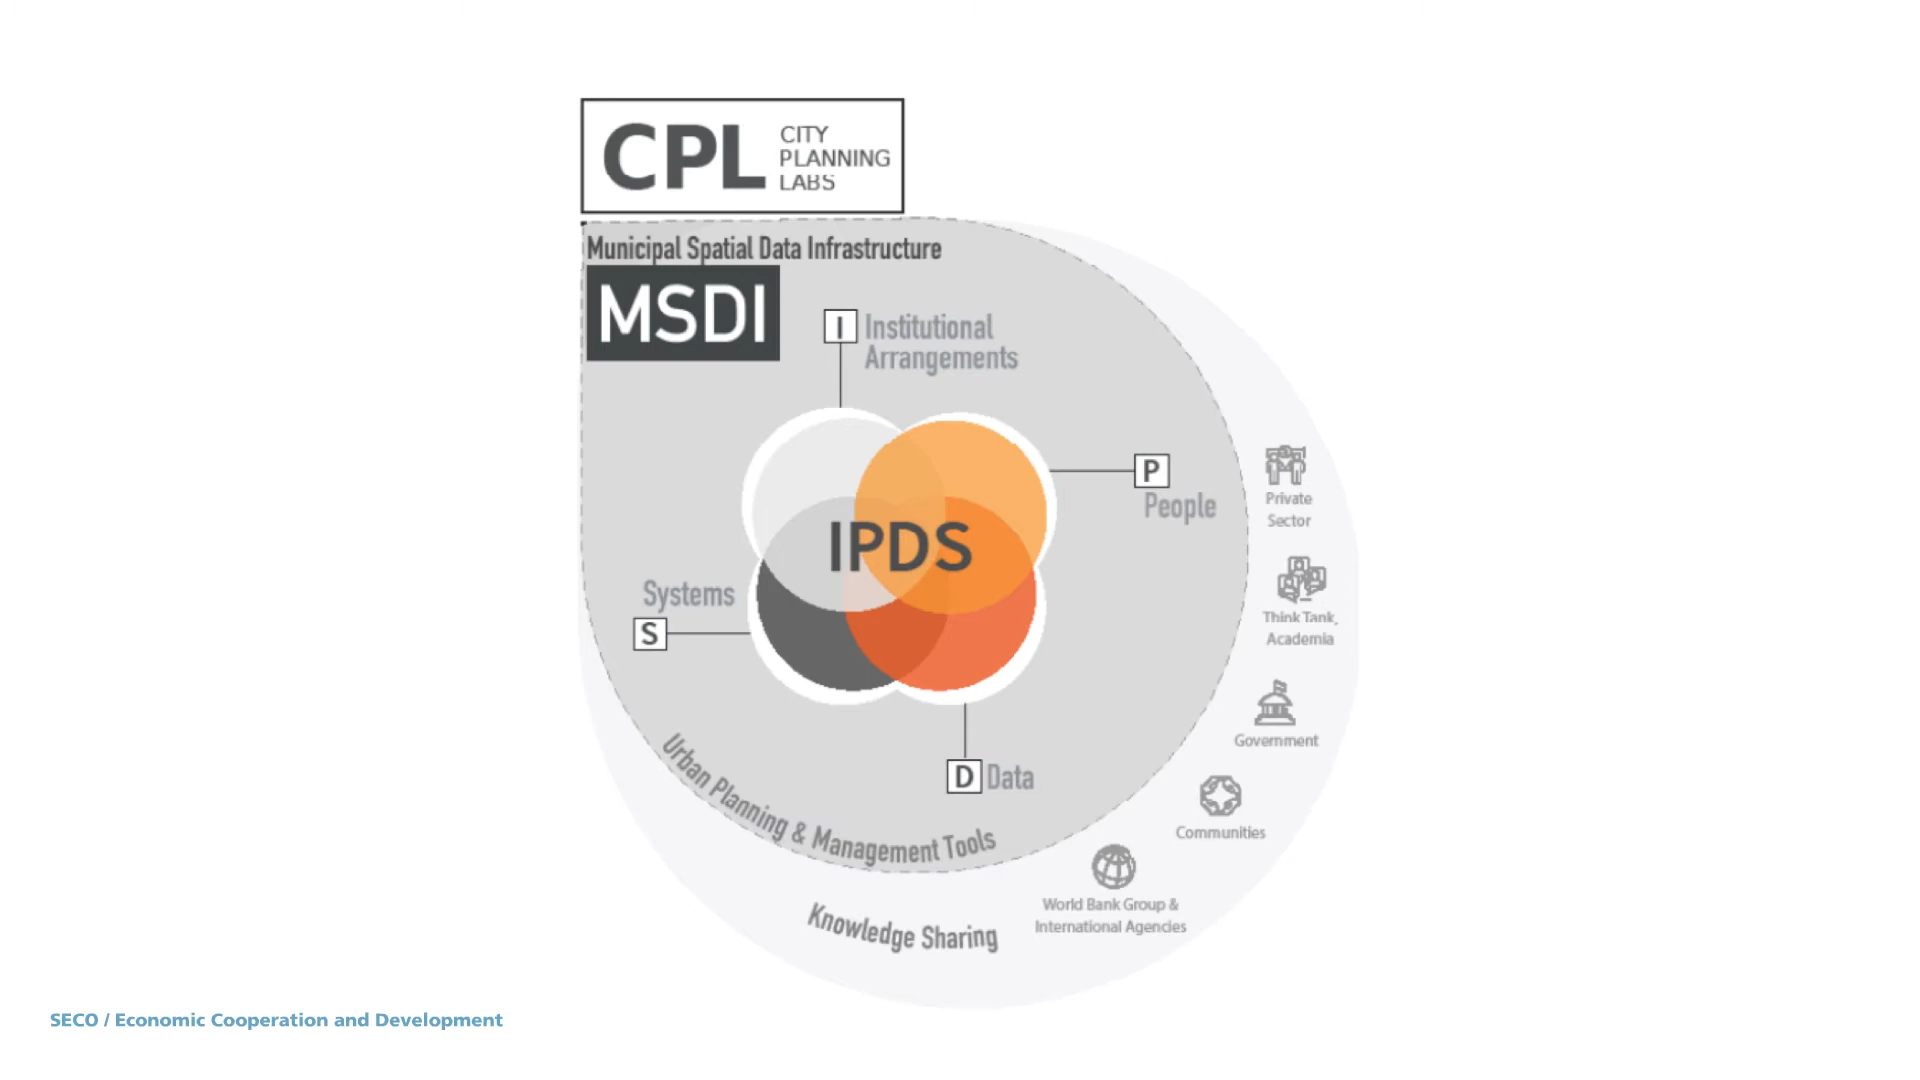 CPL
CITY
PLANNING
LABS
Municipal Spatial Data Infrastructure
MSDI
I
Institutional
Arrangements
P
People
IPDS
Systems
S
D
Data
Urban Planning & Management Tools
Knowledge Sharing
Private
Sector
Think Tank,
Academia
Government
Communities
World Bank Group &
International Agencies
SECO / Economic Cooperation and Development